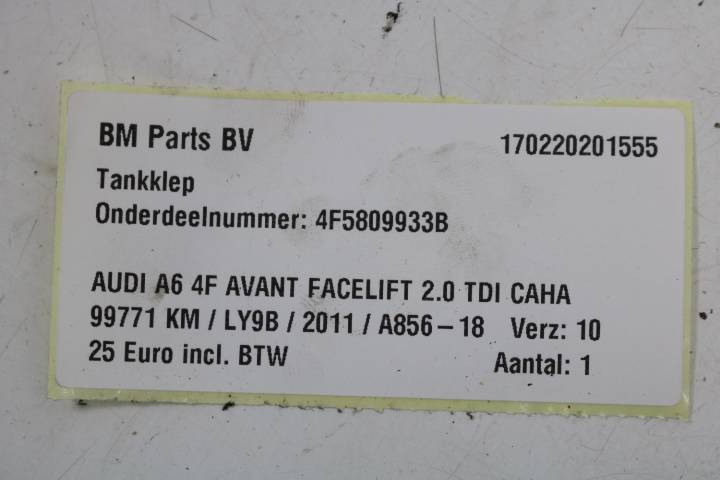 BM Parts BV 170220201555
Tankklep
Onderdeelnummer: 4F5809933B
AUDI A6 4F AVANT FACELIFT 2.0 TDI CAHA
99771 KM / LY9B / 2011 / A856-18 Verz: 10
25 Euro incl. BTW Aantal: 1